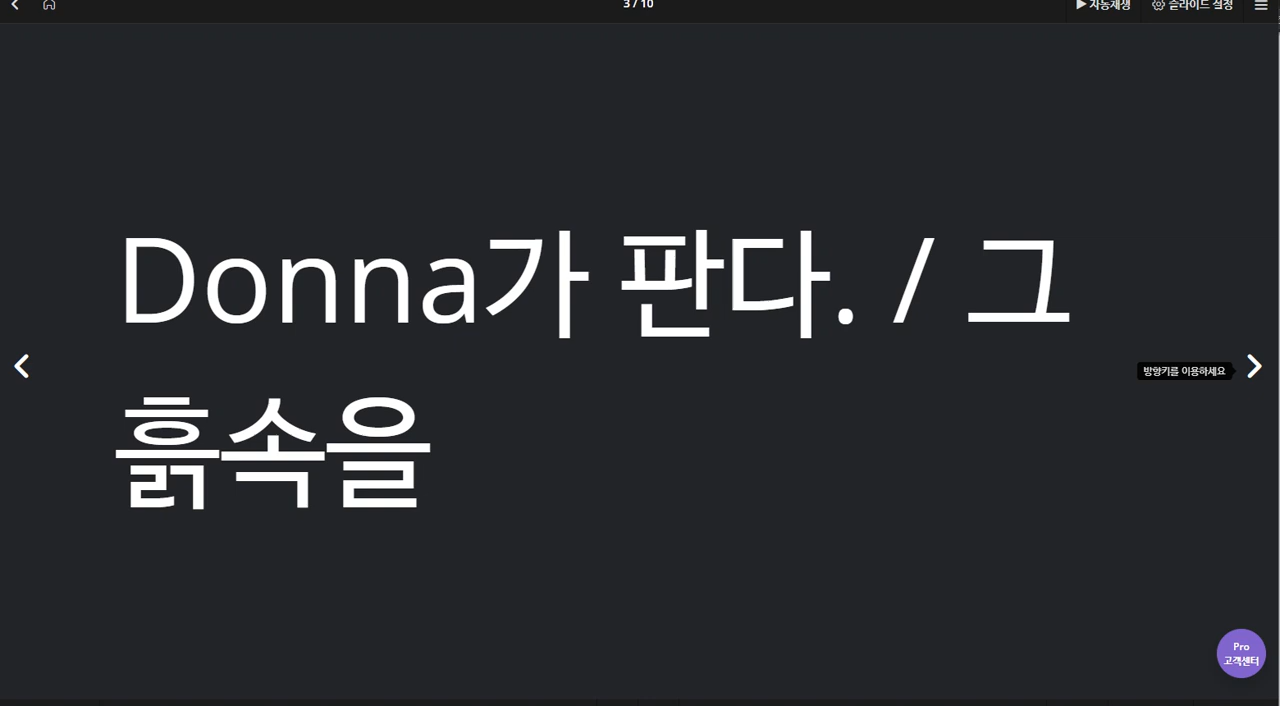 3 / 10
자동재생
슬라이드 설정
Donna가 판다. / 그
흙속을
방향키를 이용하세요
Pro
고객센터